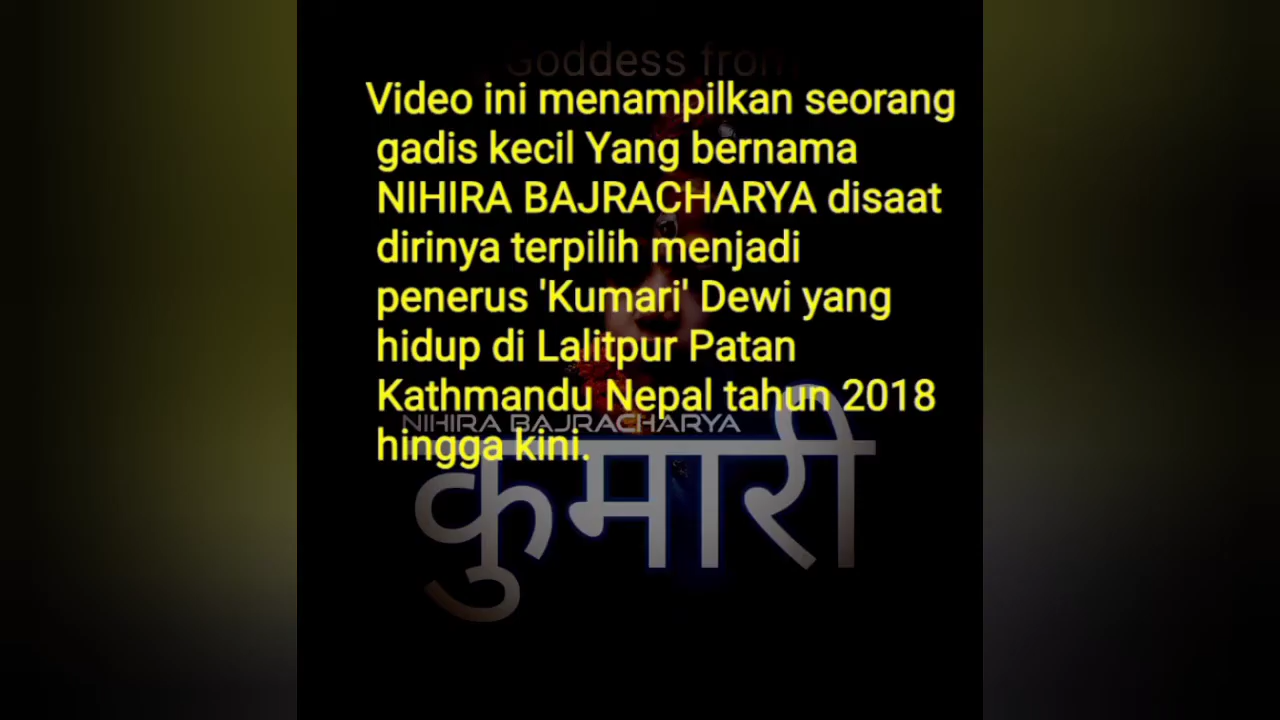 Goddess from
Video ini menampilkan seorang
gadis kecil Yang bernama
NIHIRA BAJRACHARYA disaat
dirinya terpilih menjadi
penerus 'Kumari' Dewi yang
hidup di Lalitpur Patan
Kathmandu Nepal tahun 2018
hingga kini.
NIHIRA BAJRACHARYA
कुमारी